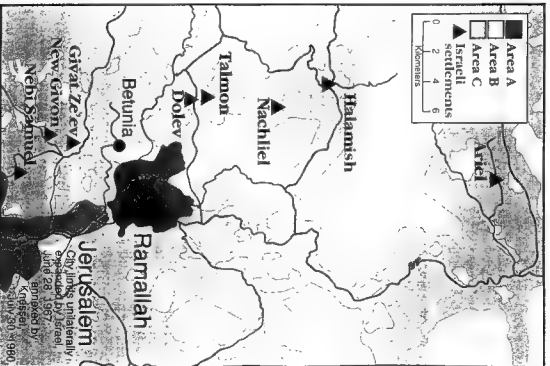 Area A
Area B
Area C
Israeli
settlements
0 2 4 6
Kilometers
Ariel
Halamish
Nachliel
Talmon
Dolev
Betunia
Ramallah
Givat Ze'ev
New Givon
Nebi Samuel
Jerusalem
City limits unilaterally
expanded by Israel
June 28, 1967;
annexed by
Knesset
July 30, 1980